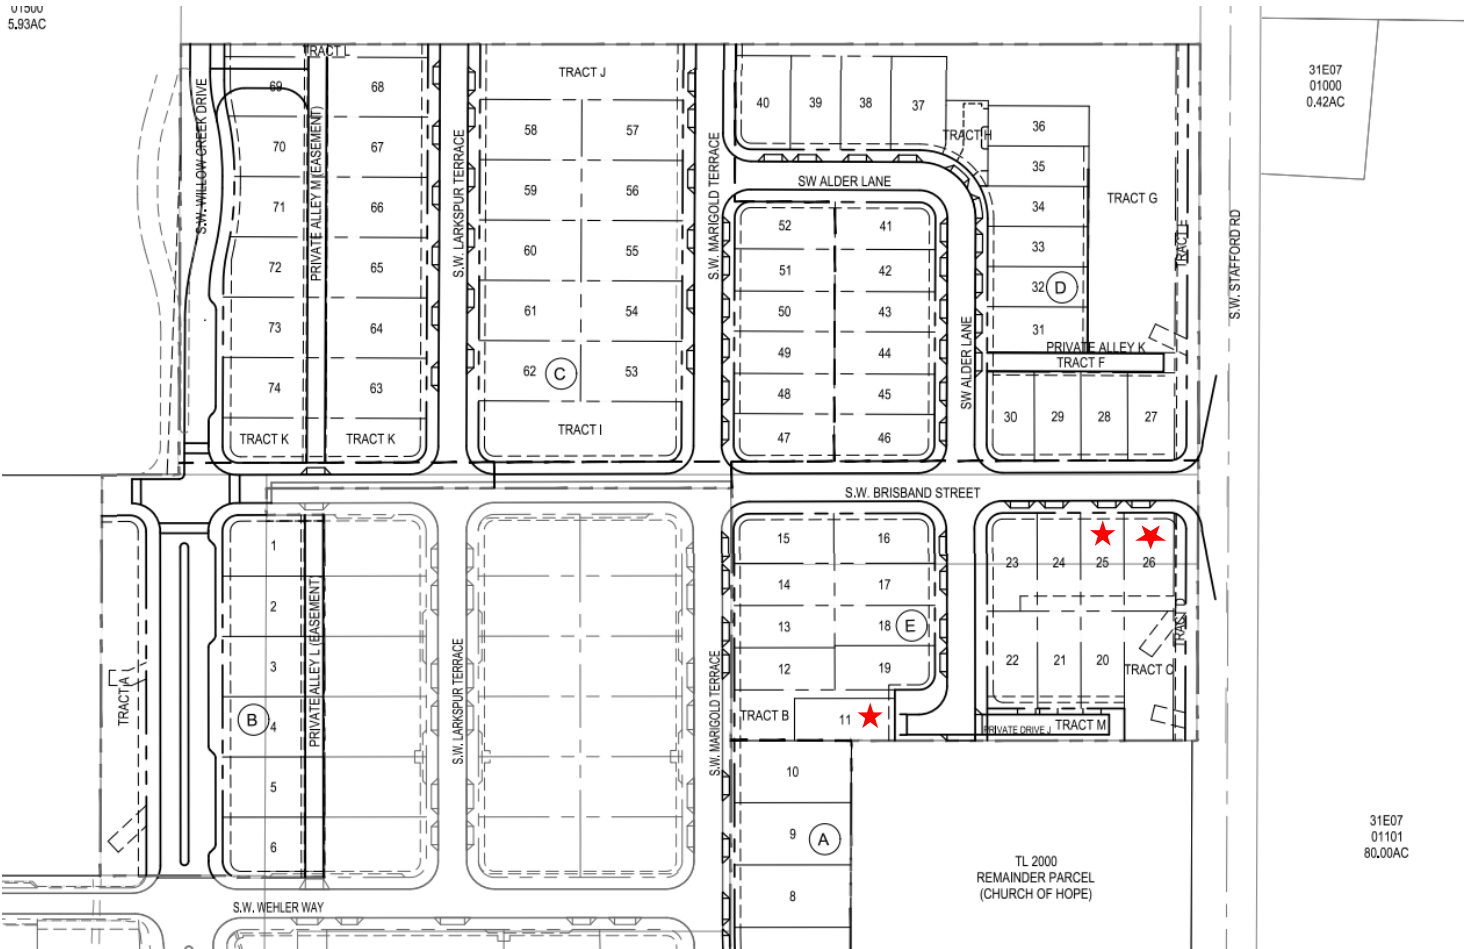 01500
5.93AC
TRACT L
69
68
70
67
71
66
72
65
73
64
74
63
TRACT K
TRACT K
S.W. WILLOW CREEK DRIVE
PRIVATE ALLEY M (EASEMENT)
S.W. LARKSPUR TERRACE
TRACT J
58
57
59
56
60
55
61
54
62
C
53
TRACT I
S.W. MARIGOLD TERRACE
40
39
38
37
TRACT H
SW ALDER LANE
52
41
51
42
50
43
49
44
48
45
47
46
SW ALDER LANE
36
35
34
33
32
D
31
TRACT G
TRACT E
PRIVATE ALLEY K
TRACT F
30
29
28
27
S.W. STAFFORD RD
31E07
01000
0.42AC
S.W. BRISBAND STREET
TRACT A
1
2
3
B
4
5
6
PRIVATE ALLEY L (EASEMENT)
S.W. LARKSPUR TERRACE
S.W. MARIGOLD TERRACE
15
16
14
17
13
18
E
12
19
TRACT B
11
23
24
25
26
22
21
20
TRACT C
TRACT D
PRIVATE DRIVE J
TRACT M
10
9
A
8
TL 2000
REMAINDER PARCEL
(CHURCH OF HOPE)
31E07
01101
80.00AC
S.W. WEHLER WAY